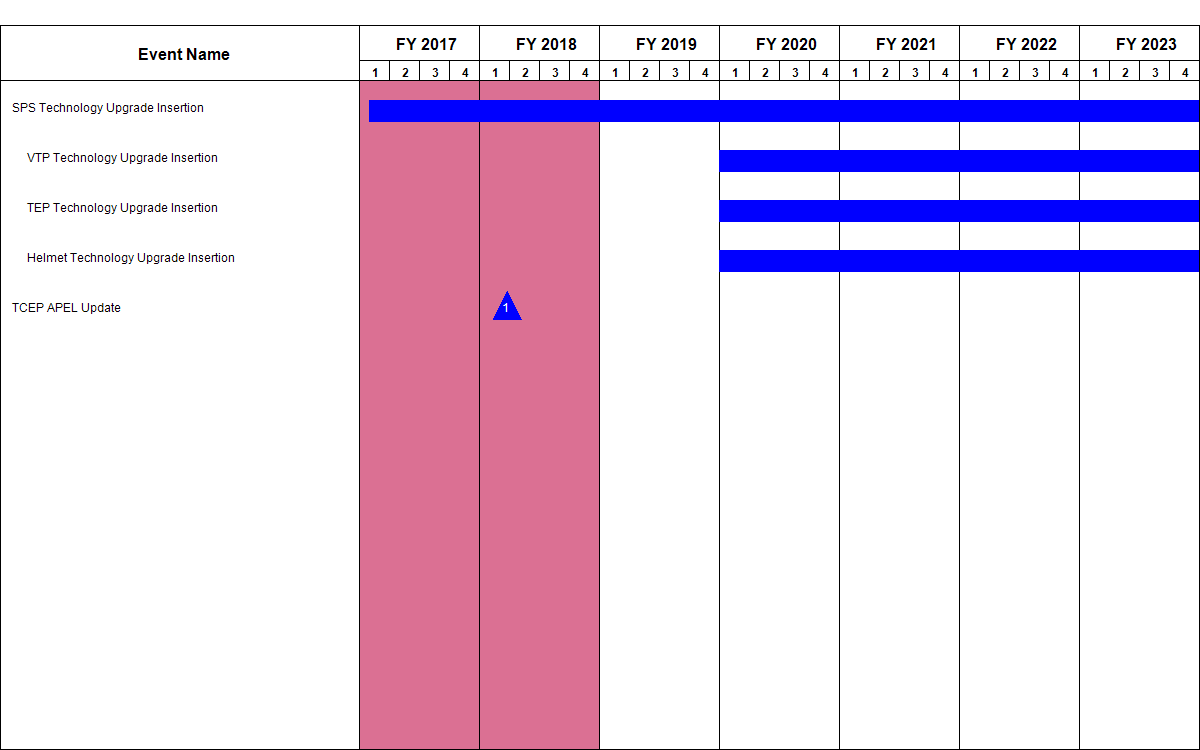 Event Name
FY 2017 FY 2018 FY 2019 FY 2020 FY 2021 FY 2022 FY 2023
1 2 3 4 1 2 3 4 1 2 3 4 1 2 3 4 1 2 3 4 1 2 3 4 1 2 3 4
SPS Technology Upgrade Insertion
VTP Technology Upgrade Insertion
TEP Technology Upgrade Insertion
Helmet Technology Upgrade Insertion
TCEP APEL Update 1